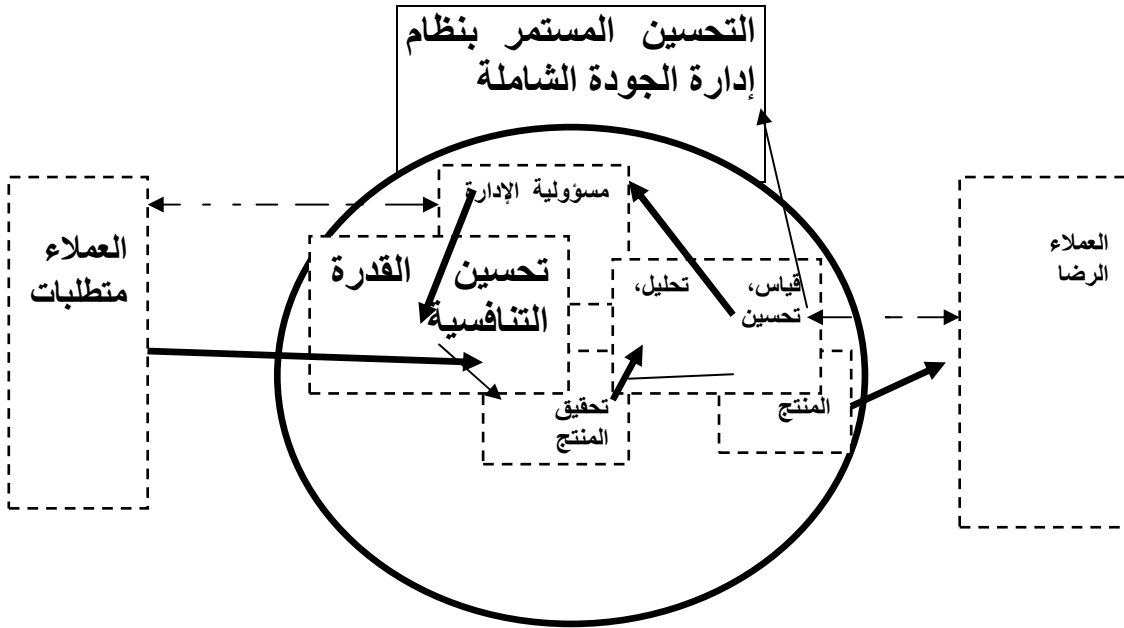 التحسين المستمر بنظام
إدارة الجودة الشاملة
مسؤولية الإدارة
العملاء
الرضا
العملاء
متطلبات
تحسين القدرة
التنافسية
قياس، تحليل،
تحسين
المنتج
تحقيق
المنتج